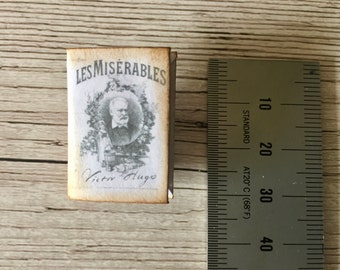 LES MISÉRABLES
Victor Hugo
10
20
30
40
STANDARD
AT 20°C (68°F)